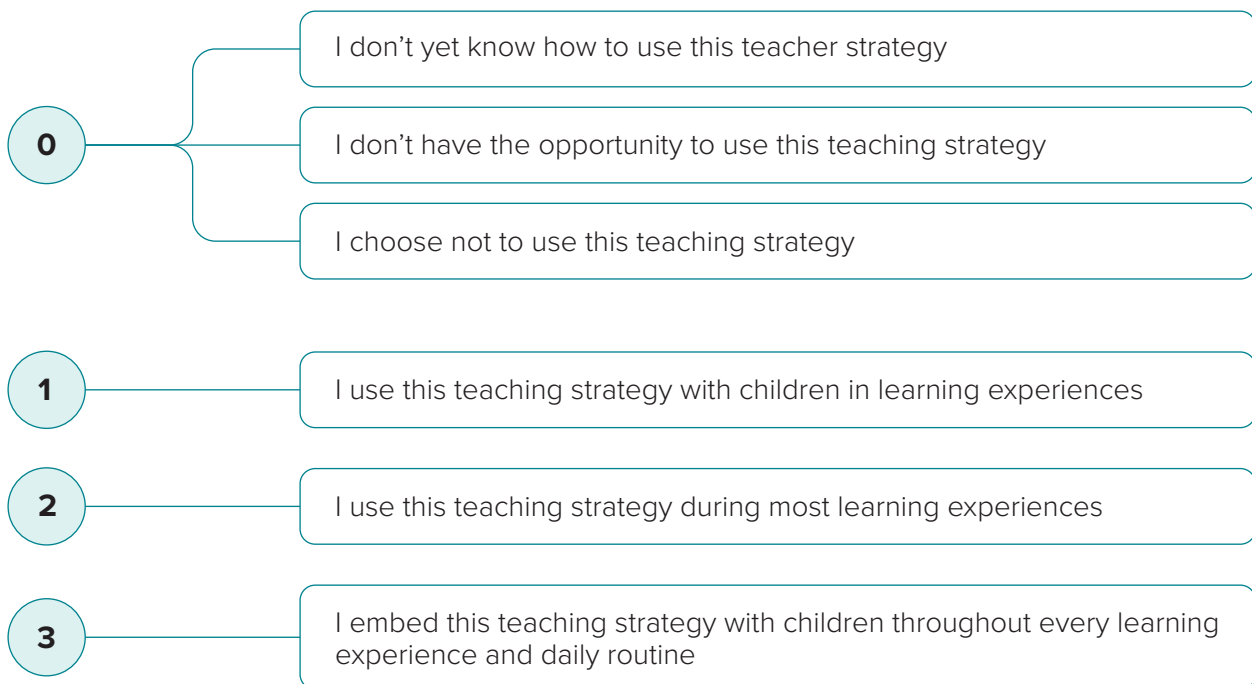 I don’t yet know how to use this teacher strategy
0
I don’t have the opportunity to use this teaching strategy
I choose not to use this teaching strategy
1
I use this teaching strategy with children in learning experiences
2
I use this teaching strategy during most learning experiences
3
I embed this teaching strategy with children throughout every learning
experience and daily routine